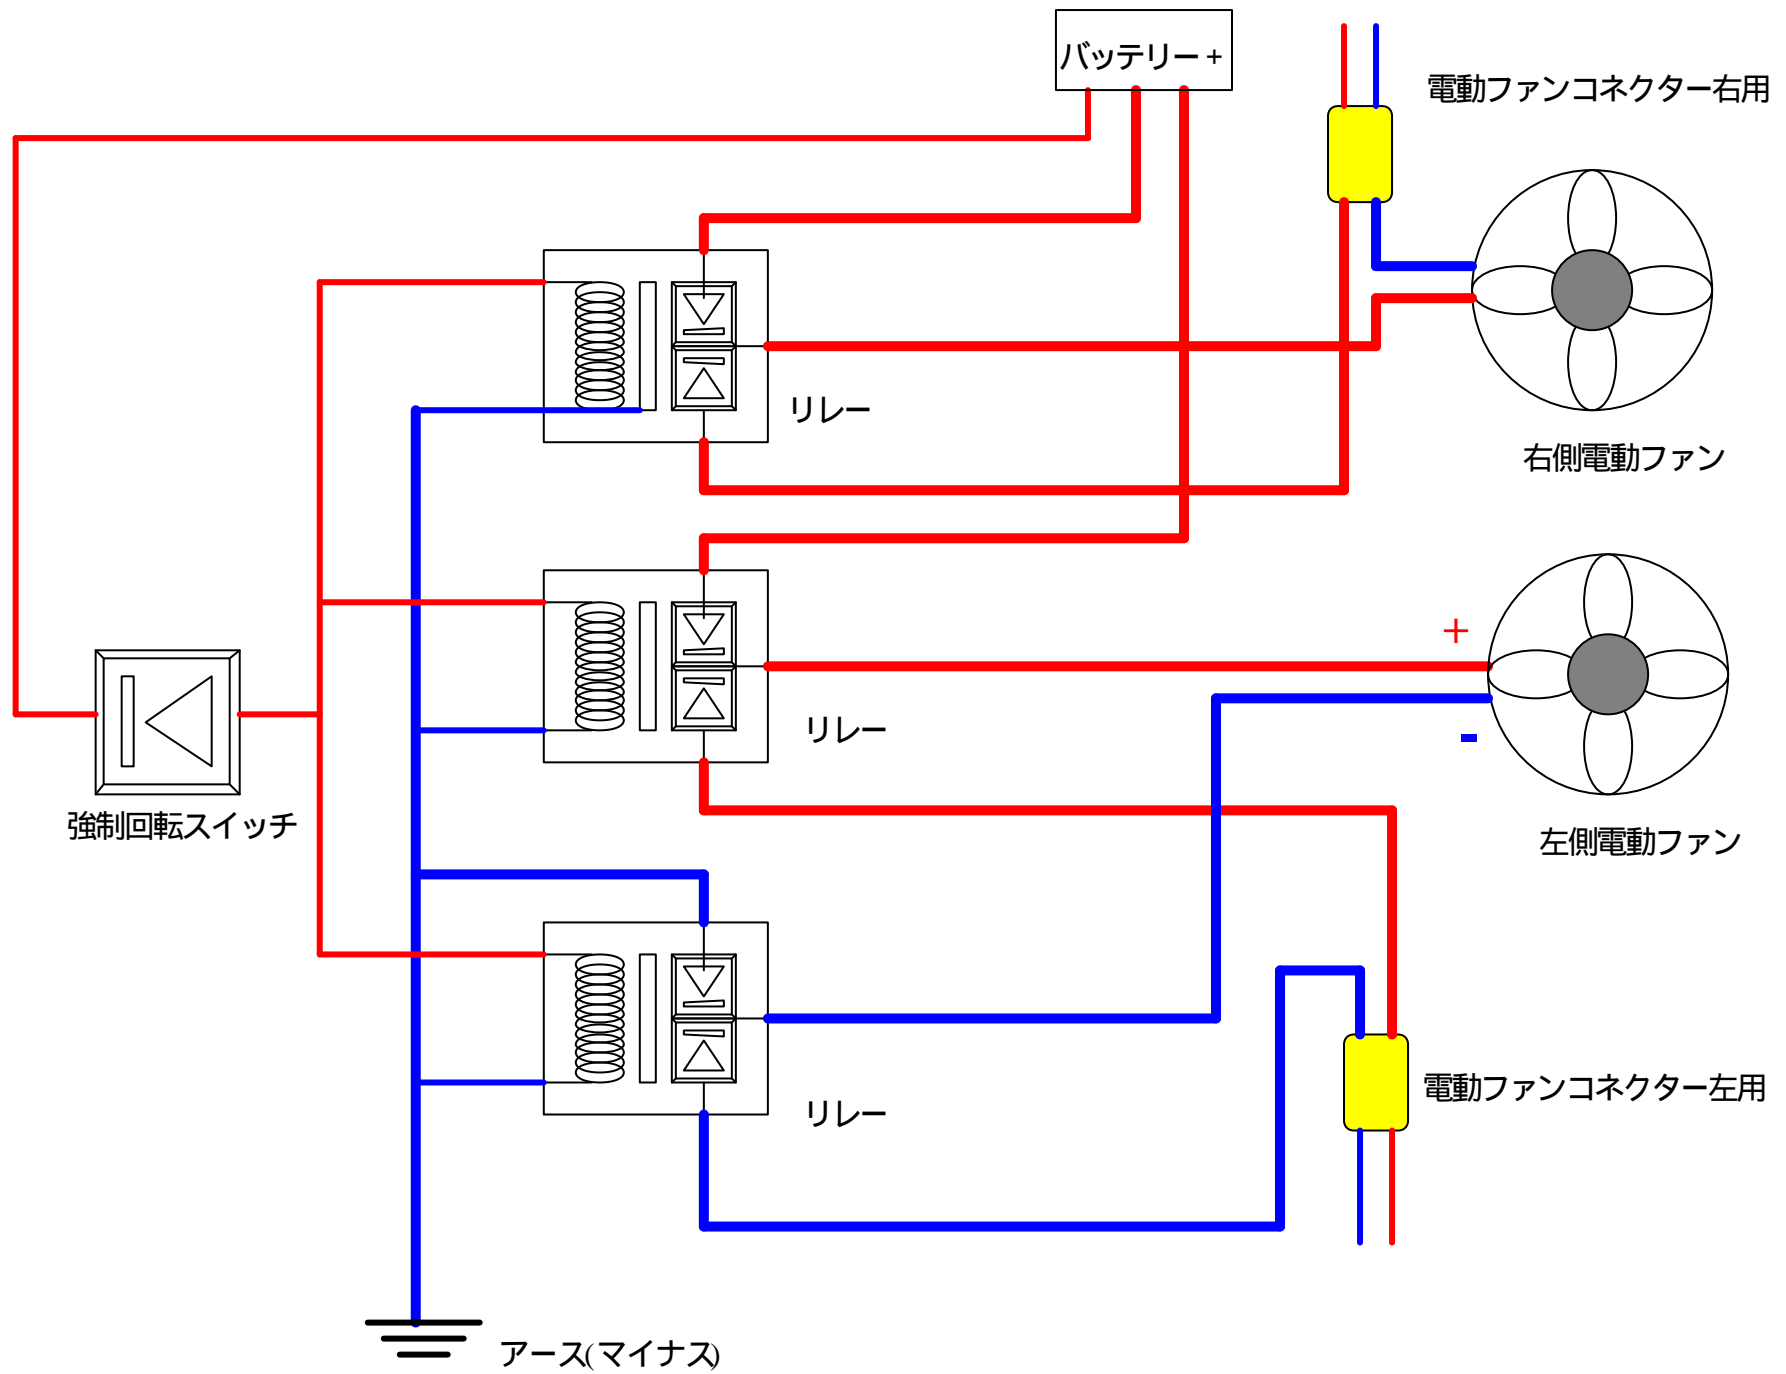 バッテリー +
電動ファンコネクター右用
リレー
右側電動ファン
+
リレー
-
強制回転スイッチ
左側電動ファン
電動ファンコネクター左用
リレー
アース(マイナス)